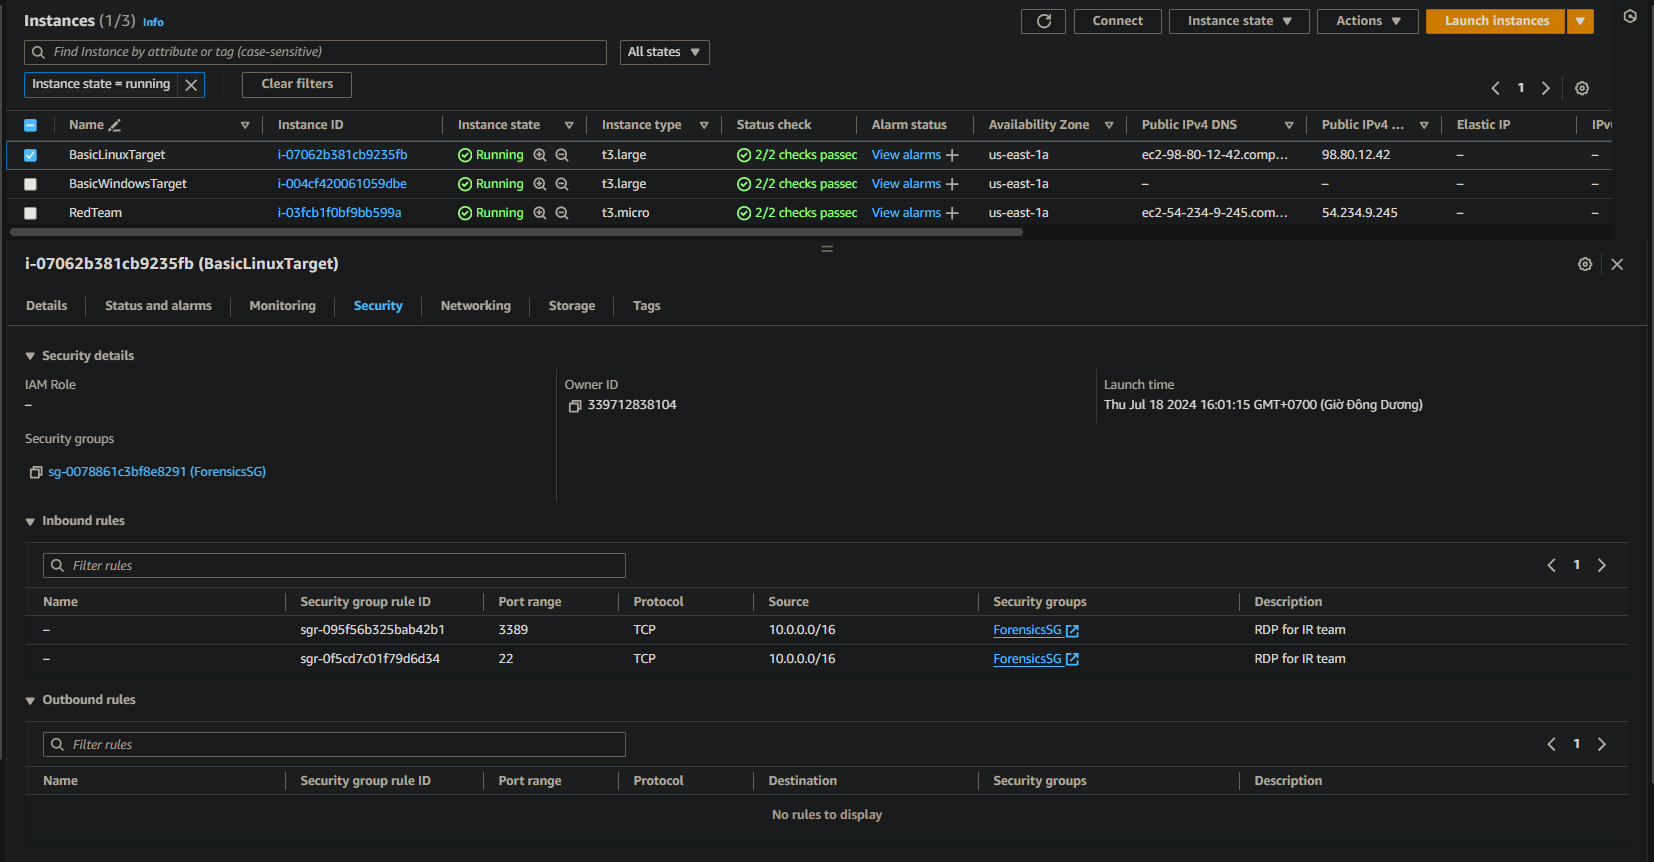 Instances (1/3) Info
Connect
Instance state
Actions
Launch instances
Find Instance by attribute or tag (case-sensitive)
All states
Instance state = running
Clear filters
1
Name Instance ID Instance state Instance type Status check Alarm status Availability Zone Public IPv4 DNS Public IPv4 ... Elastic IP
BasicLinuxTarget i-07062b381cb9235fb Running t3.large 2/2 checks passed View alarms us-east-1a ec2-98-80-12-42.comp... 98.80.12.42 – –
BasicWindowsTarget i-004cf420061059dbe Running t3.large 2/2 checks passed View alarms us-east-1a – – – –
RedTeam i-03fcb1f0bf9bb599a Running t3.micro 2/2 checks passed View alarms us-east-1a ec2-54-234-9-245.com... 54.234.9.245 – –
i-07062b381cb9235fb (BasicLinuxTarget)
Details Status and alarms Monitoring Security Networking Storage Tags
Security details
IAM Role
–
Owner ID
339712838104
Launch time
Thu Jul 18 2024 16:01:15 GMT+0700 (Giờ Đông Dương)
Security groups
sg-0078861c3bf8e8291 (ForensicsSG)
Inbound rules
Filter rules
1
Name Security group rule ID Port range Protocol Source Security groups Description
– sgr-095f56b325bab42b1 3389 TCP 10.0.0.0/16 ForensicsSG RDP for IR team
– sgr-0f5cd7c01f79d6d34 22 TCP 10.0.0.0/16 ForensicsSG RDP for IR team
Outbound rules
Filter rules
1
Name Security group rule ID Port range Protocol Destination Security groups Description
No rules to display